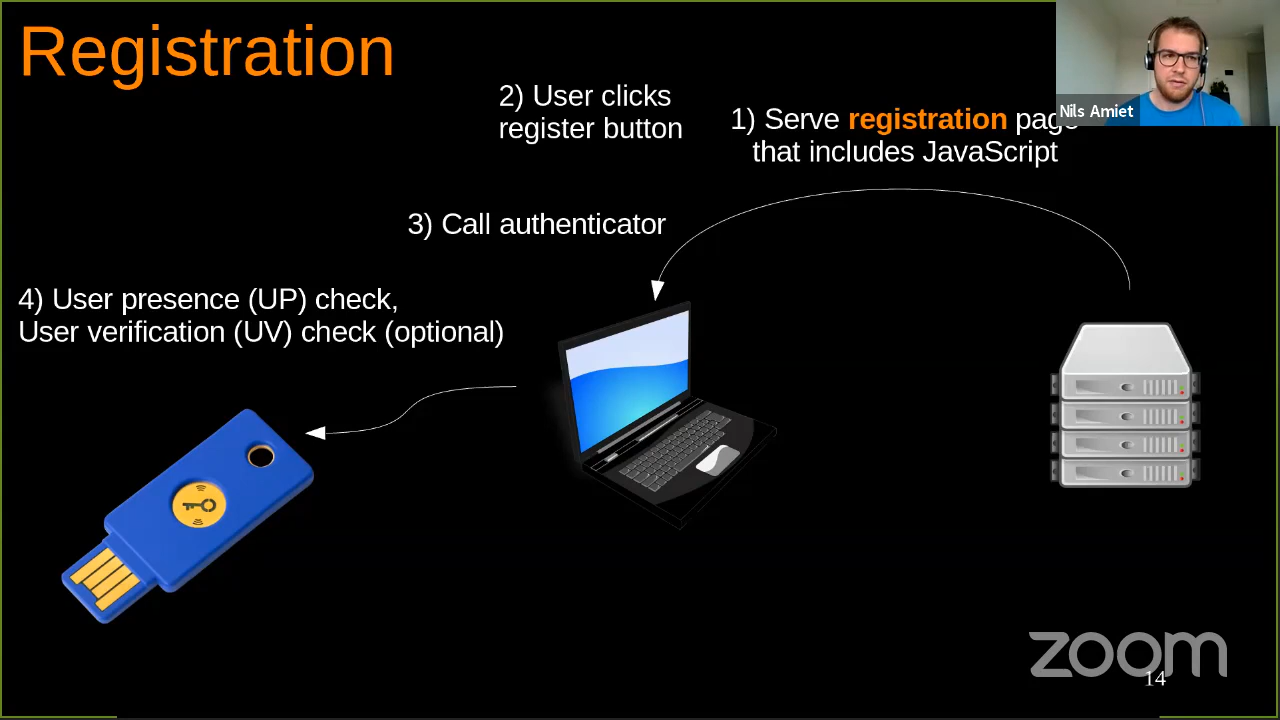 Registration
2) User clicks
register button
1) Serve registration page
that includes JavaScript
Nils Amiet
3) Call authenticator
4) User presence (UP) check,
User verification (UV) check (optional)
zoom
14